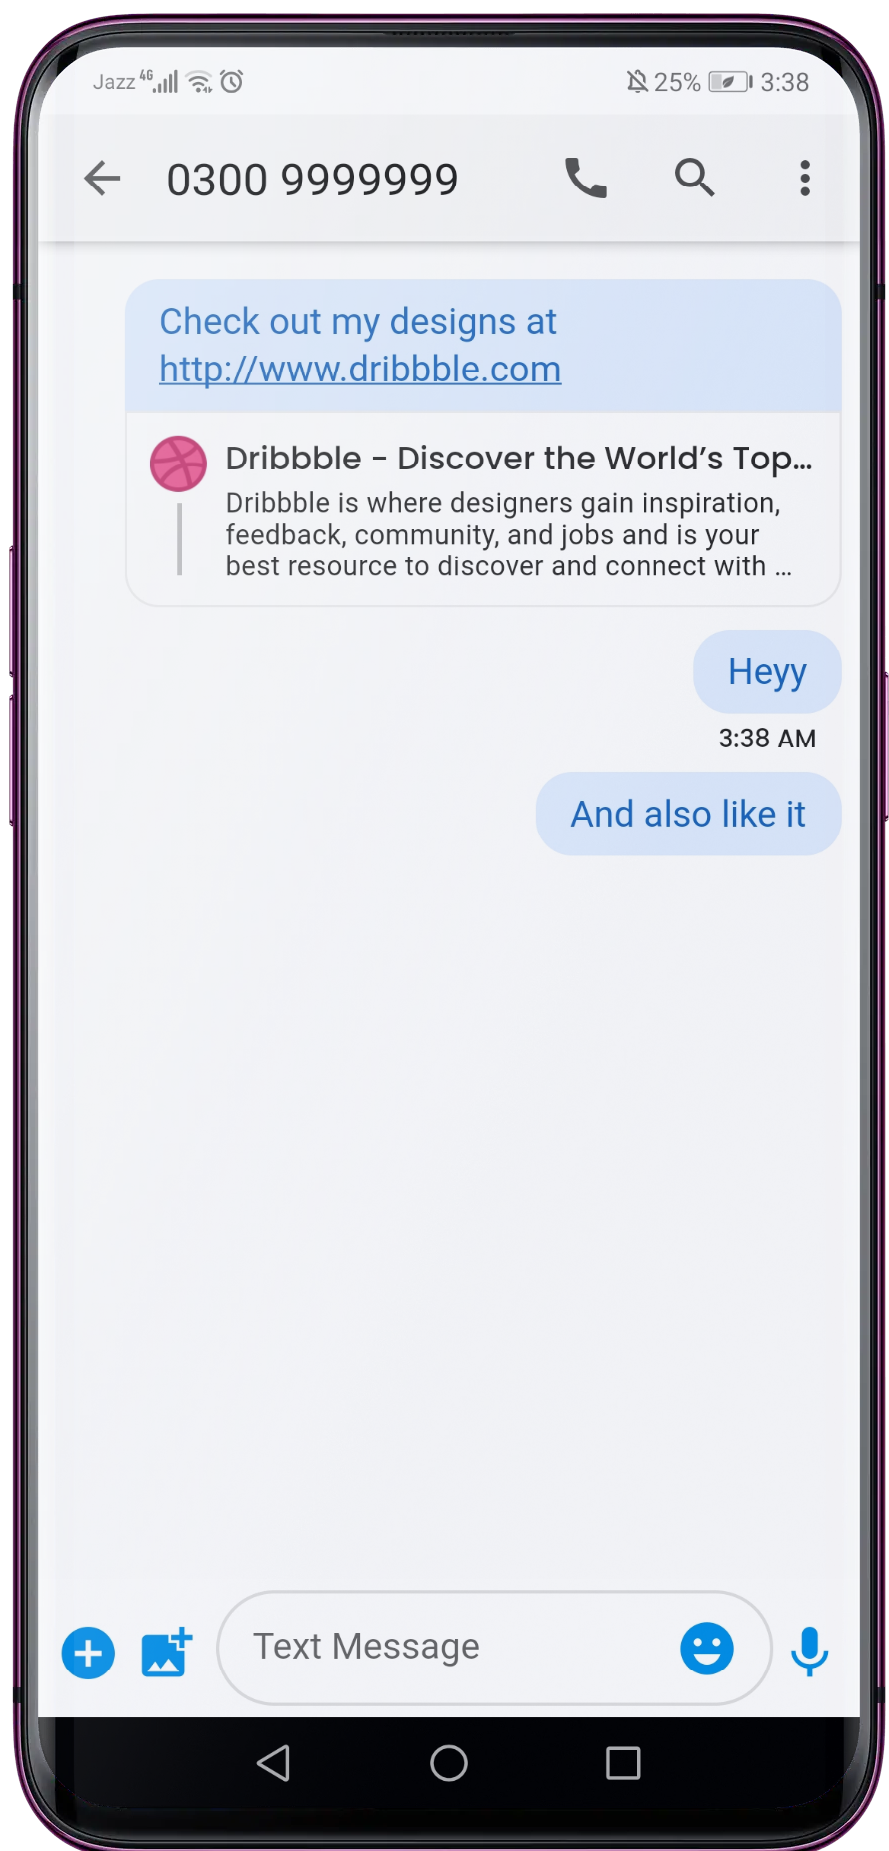 Jazz 4G 25% 3:38
0300 9999999
Check out my designs at
http://www.dribbble.com
Dribbble - Discover the World’s Top...
Dribbble is where designers gain inspiration,
feedback, community, and jobs and is your
best resource to discover and connect with ...
Heyy
3:38 AM
And also like it
Text Message